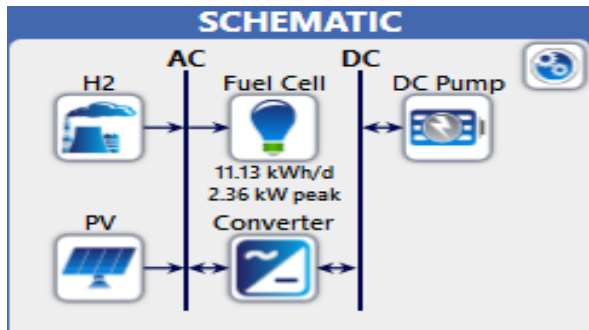 SCHEMATIC
AC DC
H2 Fuel Cell DC Pump
11.13 kWh/d
2.36 kW peak
PV Converter